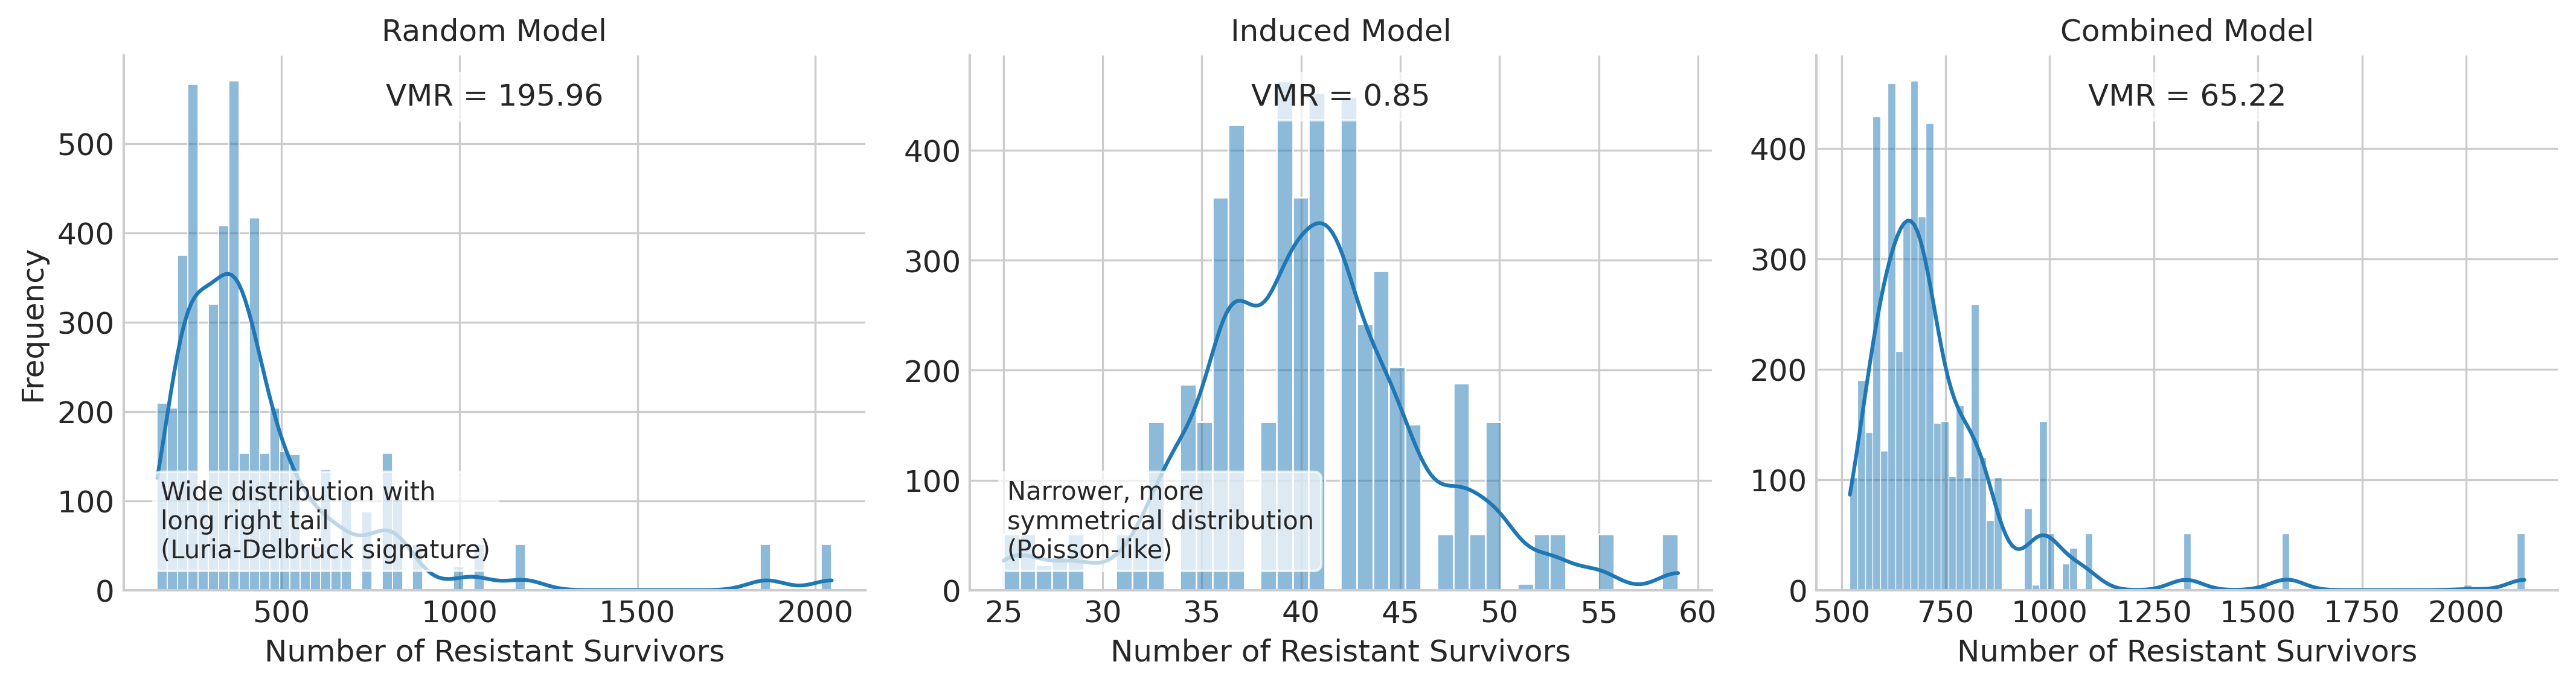 Random Model
VMR = 195.96
Frequency
500
400
300
200
100
0
Wide distribution with
long right tail
(Luria-Delbrück signature)
500
1000
1500
2000
Number of Resistant Survivors
Induced Model
VMR = 0.85
400
300
200
100
0
Narrower, more
symmetrical distribution
(Poisson-like)
25
30
35
40
45
50
55
60
Number of Resistant Survivors
Combined Model
VMR = 65.22
400
300
200
100
0
500
750
1000
1250
1500
1750
2000
Number of Resistant Survivors